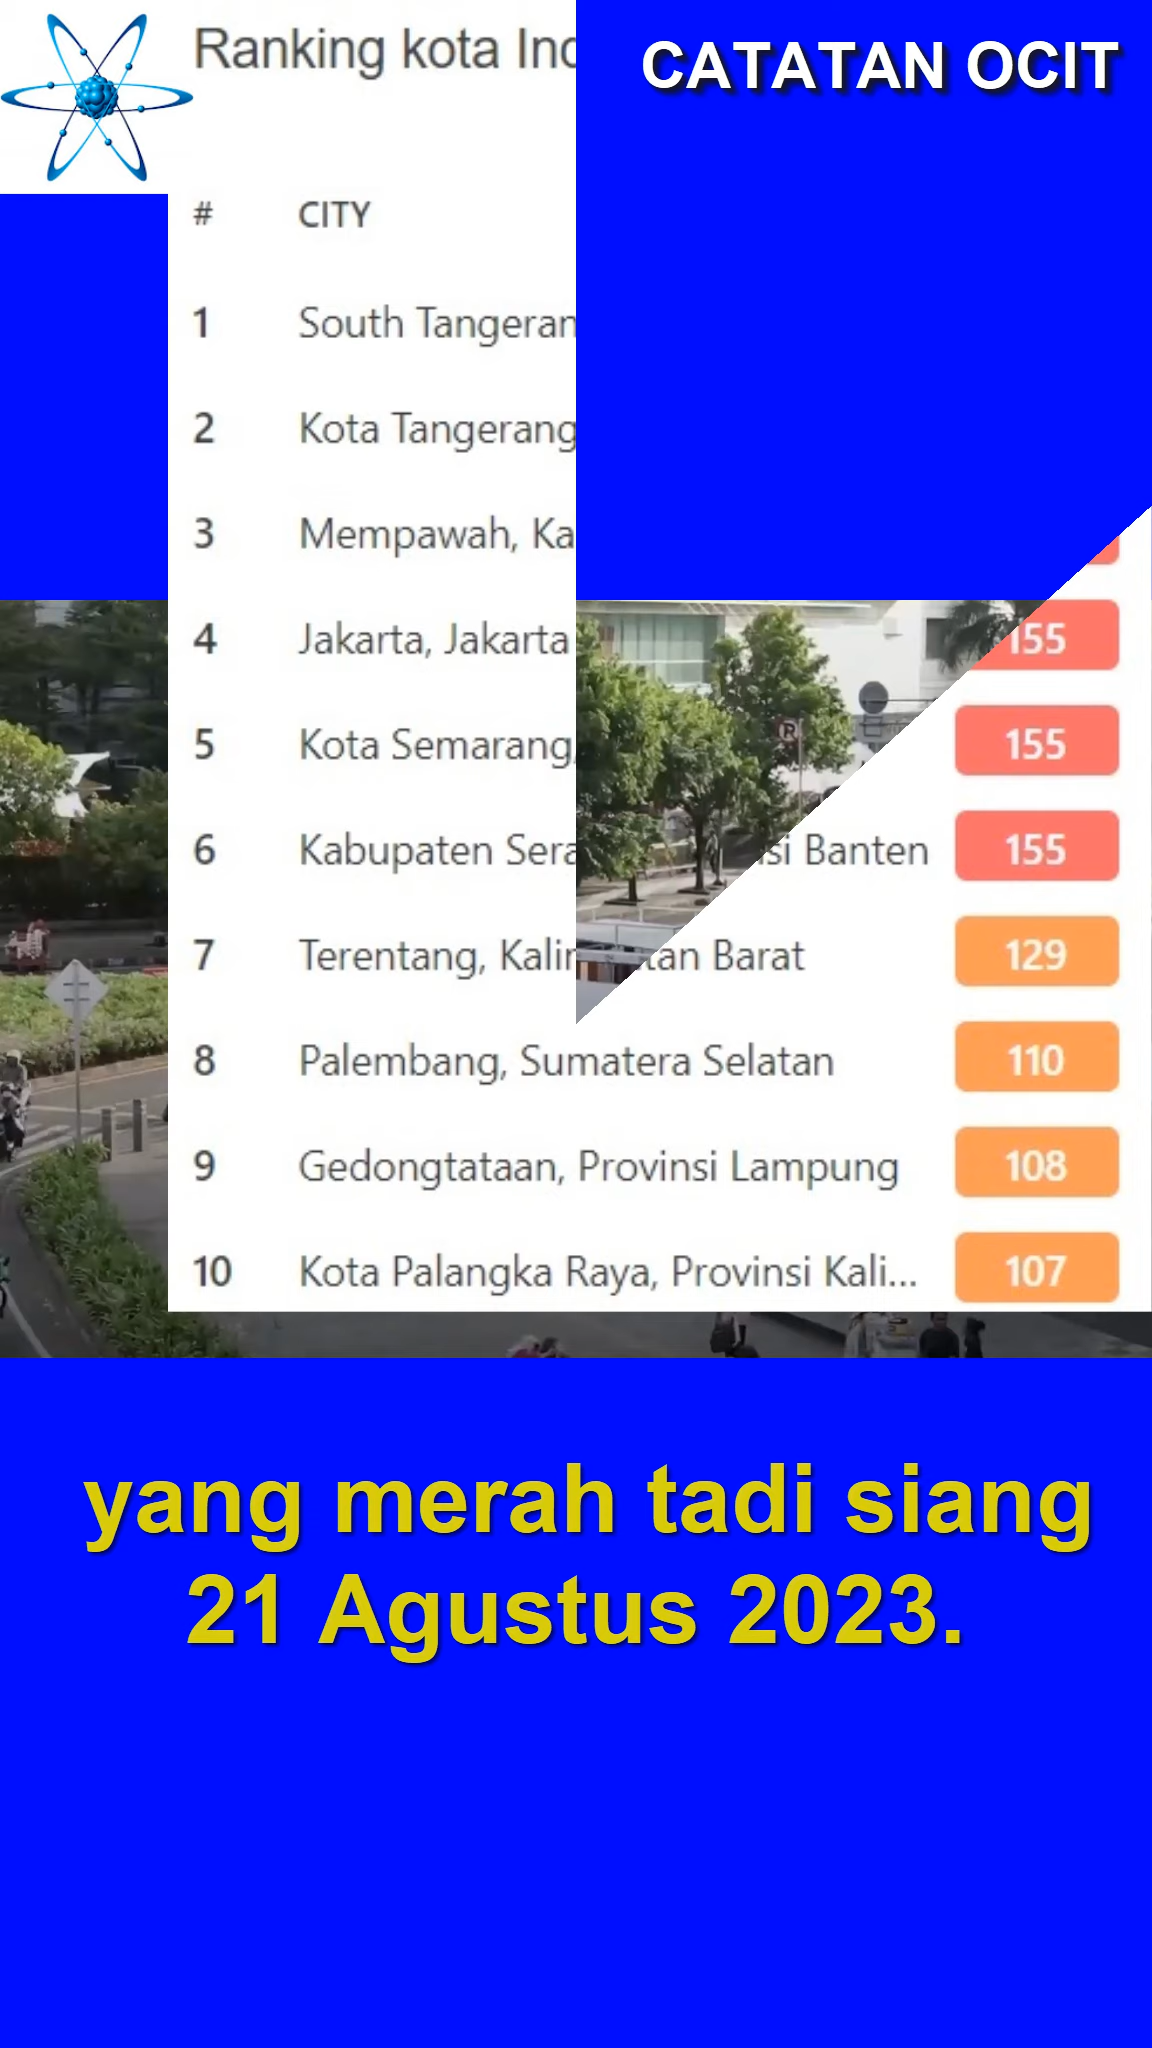 Ranking kota Ind
CATATAN OCIT
# CITY
1 South Tangeran
2 Kota Tangerang
3 Mempawah, Ka
4 Jakarta, Jakarta 155
5 Kota Semarang, 155
6 Kabupaten Sera si Banten 155
7 Terentang, Kalin tan Barat 129
8 Palembang, Sumatera Selatan 110
9 Gedongtataan, Provinsi Lampung 108
10 Kota Palangka Raya, Provinsi Kali... 107
yang merah tadi siang
21 Agustus 2023.